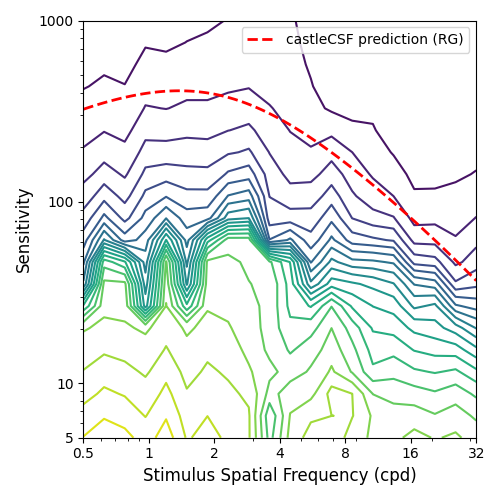 1000
castleCSF prediction (RG)
100
10
5
Sensitivity
0.5 1 2 4 8 16 32
Stimulus Spatial Frequency (cpd)